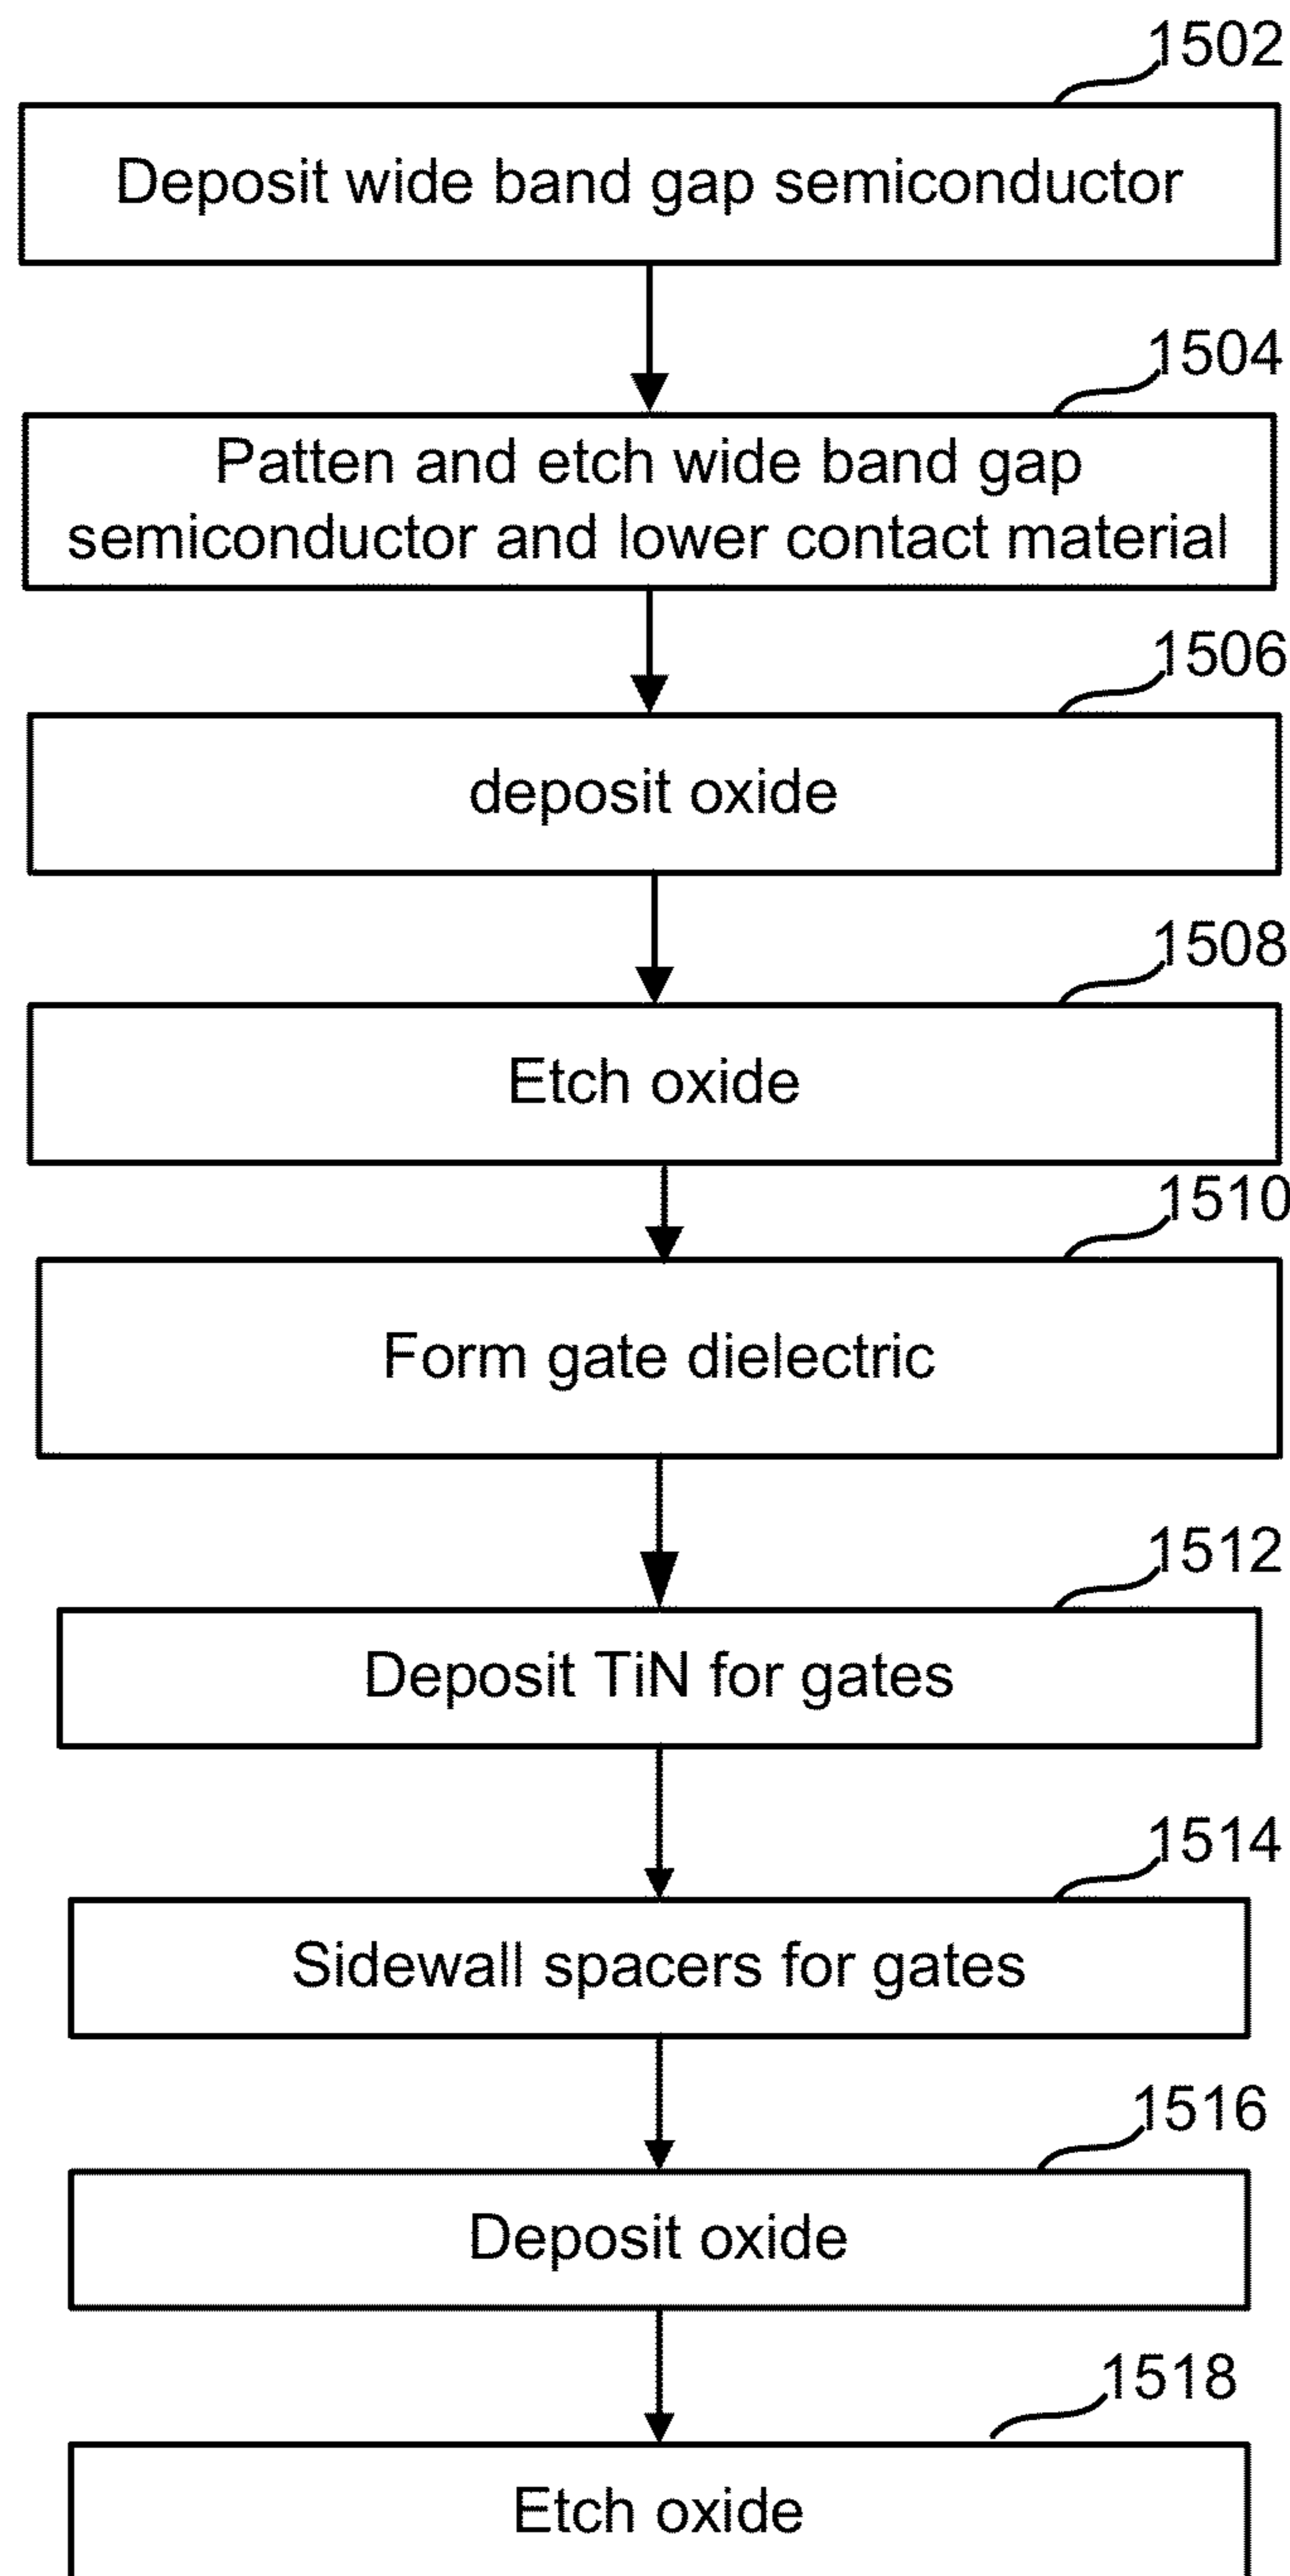 1502
Deposit wide band gap semiconductor
1504
Patten and etch wide band gap
semiconductor and lower contact material
1506
deposit oxide
1508
Etch oxide
1510
Form gate dielectric
1512
Deposit TiN for gates
1514
Sidewall spacers for gates
1516
Deposit oxide
1518
Etch oxide